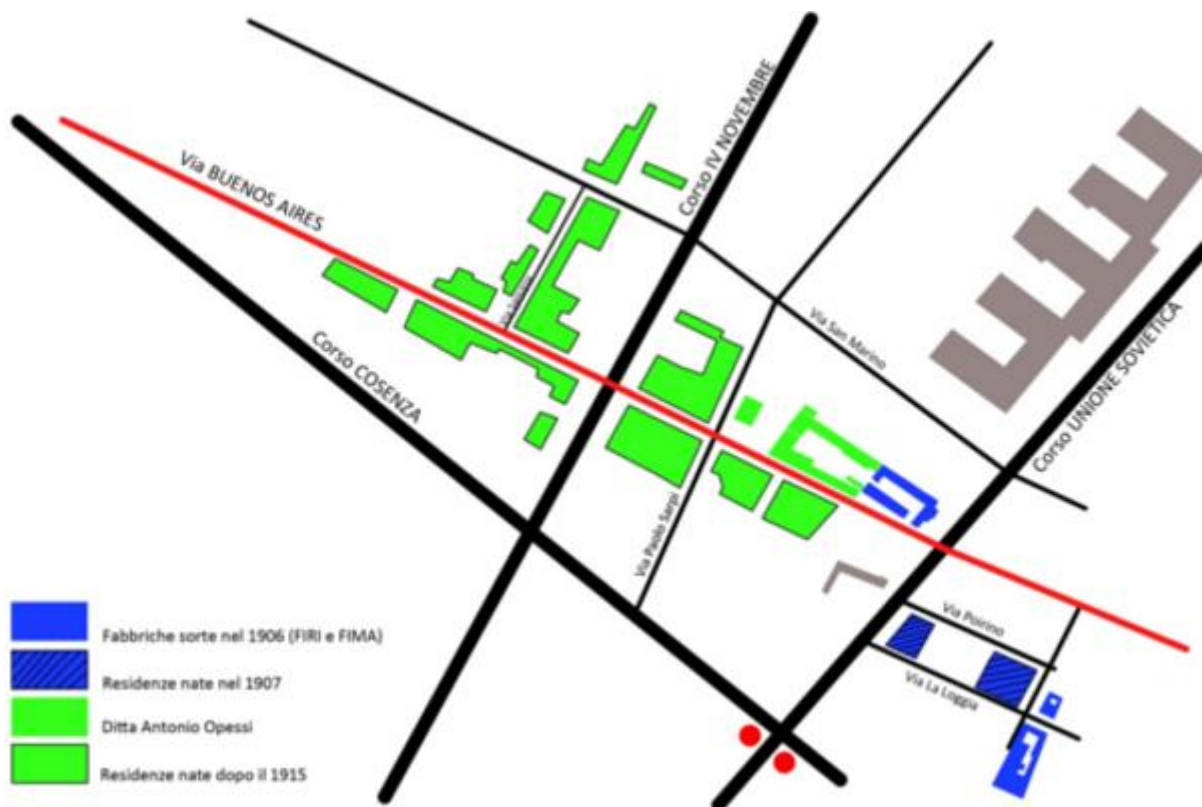 Via BUENOS AIRES
Corso IV NOVEMBRE
Corso COSENZA
Via San Marino
Corso UNIONE SOVIETICA
Via Paolo Sarpi
Via Poirino
Via La Loggia
Fabbriche sorte nel 1906 (FIRI e FIMA)
Residenze nate nel 1907
Ditta Antonio Opessi
Residenze nate dopo il 1915